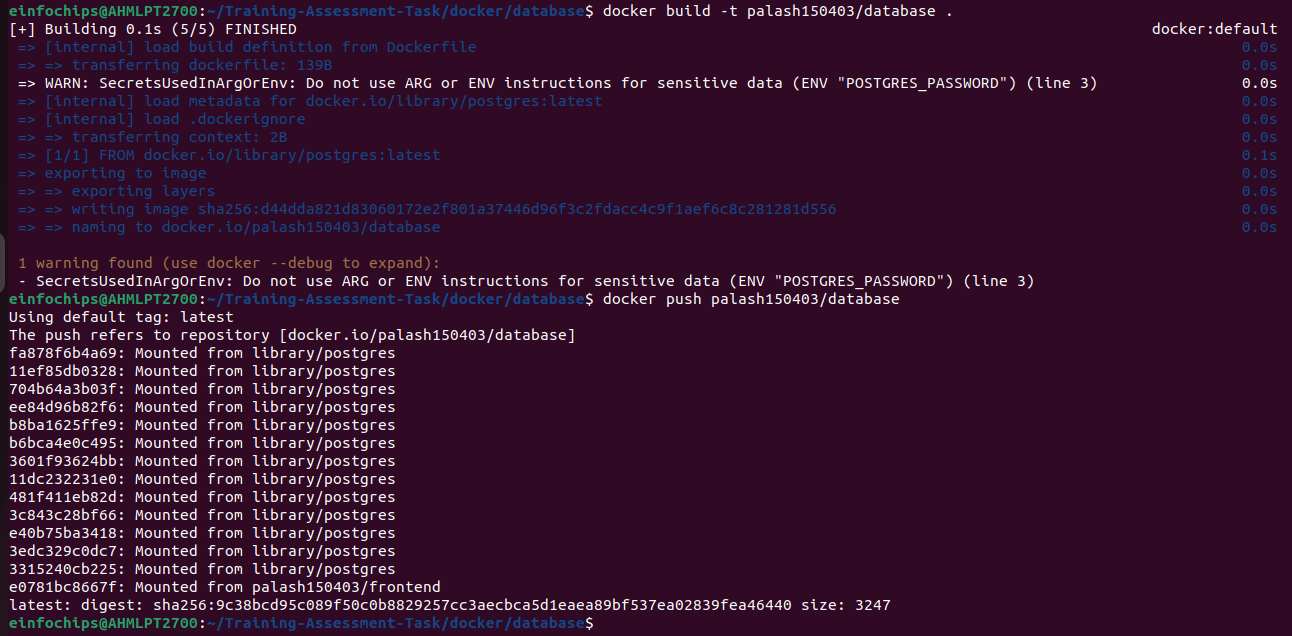 einfochips@AHMLPT2700:~/Training-Assessment-Task/docker/database$ docker build -t palash150403/database .
[+] Building 0.1s (5/5) FINISHED docker:default
=> [internal] load build definition from Dockerfile 0.0s
=> => transferring dockerfile: 139B 0.0s
=> WARN: SecretsUsedInArgOrEnv: Do not use ARG or ENV instructions for sensitive data (ENV "POSTGRES_PASSWORD") (line 3) 0.0s
=> [internal] load metadata for docker.io/library/postgres:latest 0.0s
=> [internal] load .dockerignore 0.0s
=> => transferring context: 2B 0.0s
=> [1/1] FROM docker.io/library/postgres:latest 0.1s
=> exporting to image 0.0s
=> => exporting layers 0.0s
=> => writing image sha256:d44dda821d83060172e2f801a37446d96f3c2fdacc4c9f1aef6c8c281281d556 0.0s
=> => naming to docker.io/palash150403/database 0.0s
1 warning found (use docker --debug to expand):
- SecretsUsedInArgOrEnv: Do not use ARG or ENV instructions for sensitive data (ENV "POSTGRES_PASSWORD") (line 3)
einfochips@AHMLPT2700:~/Training-Assessment-Task/docker/database$ docker push palash150403/database
Using default tag: latest
The push refers to repository [docker.io/palash150403/database]
fa878f6b4a69: Mounted from library/postgres
11ef85db0328: Mounted from library/postgres
704b64a3b03f: Mounted from library/postgres
ee84d96b82f6: Mounted from library/postgres
b8ba1625ffe9: Mounted from library/postgres
b6bca4e0c495: Mounted from library/postgres
3601f93624bb: Mounted from library/postgres
11dc232231e0: Mounted from library/postgres
481f411eb82d: Mounted from library/postgres
3c843c28bf66: Mounted from library/postgres
e40b75ba3418: Mounted from library/postgres
3edc329c0dc7: Mounted from library/postgres
3315240cb225: Mounted from library/postgres
e0781bc8667f: Mounted from palash150403/frontend
latest: digest: sha256:9c38bcd95c089f50c0b8829257cc3aecbca5d1eaea89bf537ea02839fea46440 size: 3247
einfochips@AHMLPT2700:~/Training-Assessment-Task/docker/database$